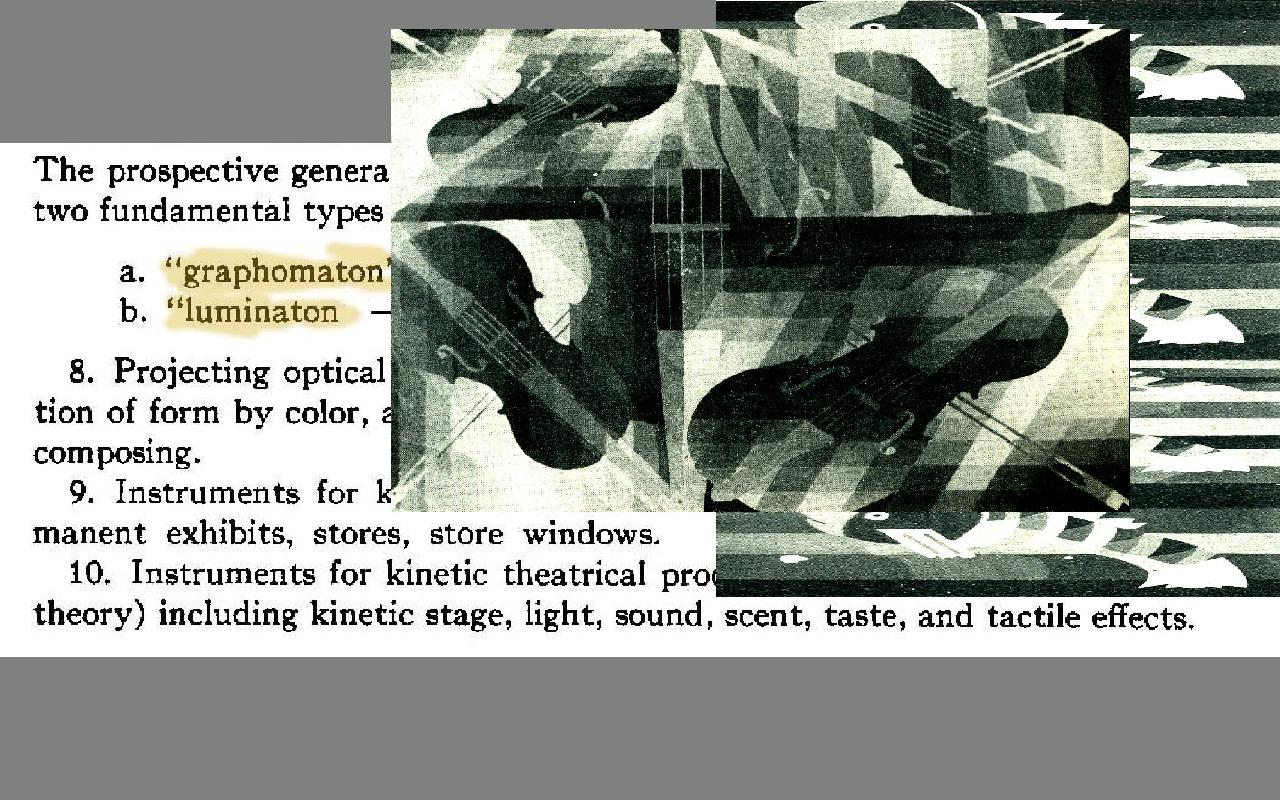 The prospective genera
two fundamental types
a. “graphomaton”
b. “luminaton —
8. Projecting optical
tion of form by color, a
composing.
9. Instruments for k
manent exhibits, stores, store windows.
10. Instruments for kinetic theatrical pro
theory) including kinetic stage, light, sound, scent, taste, and tactile effects.